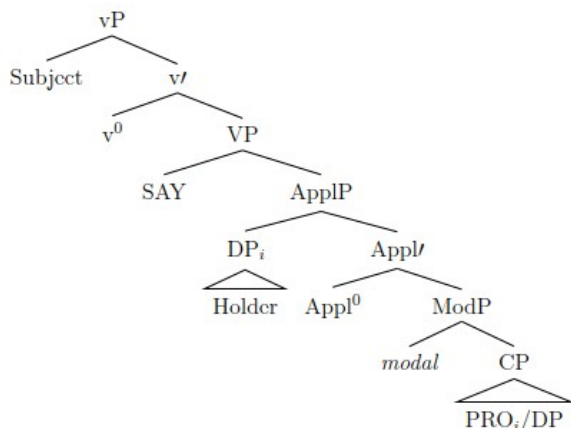 vP
Subject v′
v⁰ VP
SAY ApplP
DPᵢ Appl′
Holder Appl⁰ ModP
modal CP
PROᵢ/DP